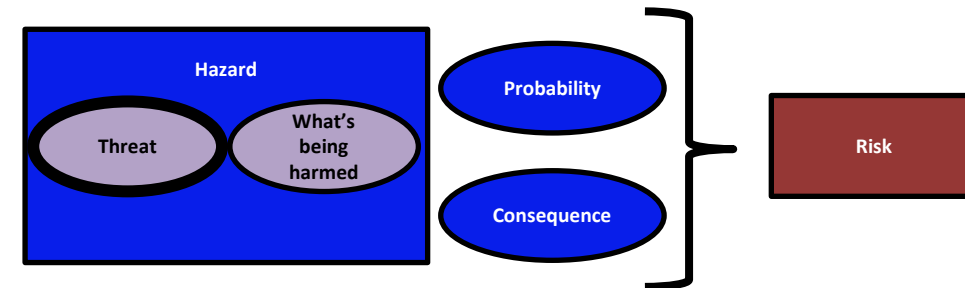 Hazard
Threat
What's
being
harmed
Probability
Consequence
Risk